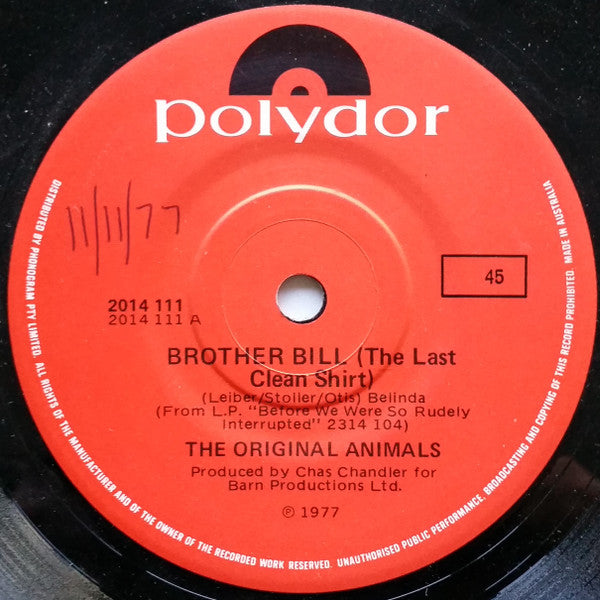 polydor
11/11/77
45
2014 111
2014 111 A
BROTHER BILL (The Last
Clean Shirt)
(Leiber/Stoller/Otis) Belinda
(From L.P. "Before We Were So Rudely
Interrupted" 2314 104)
THE ORIGINAL ANIMALS
Produced by Chas Chandler for
Barn Productions Ltd.
℗ 1977
DISTRIBUTED BY PHONOGRAM PTY LIMITED. ALL RIGHTS OF THE MANUFACTURER AND OF THE OWNER OF THE RECORDED WORK RESERVED. UNAUTHORISED PUBLIC PERFORMANCE, BROADCASTING AND COPYING OF THIS RECORD PROHIBITED. MADE IN AUSTRALIA